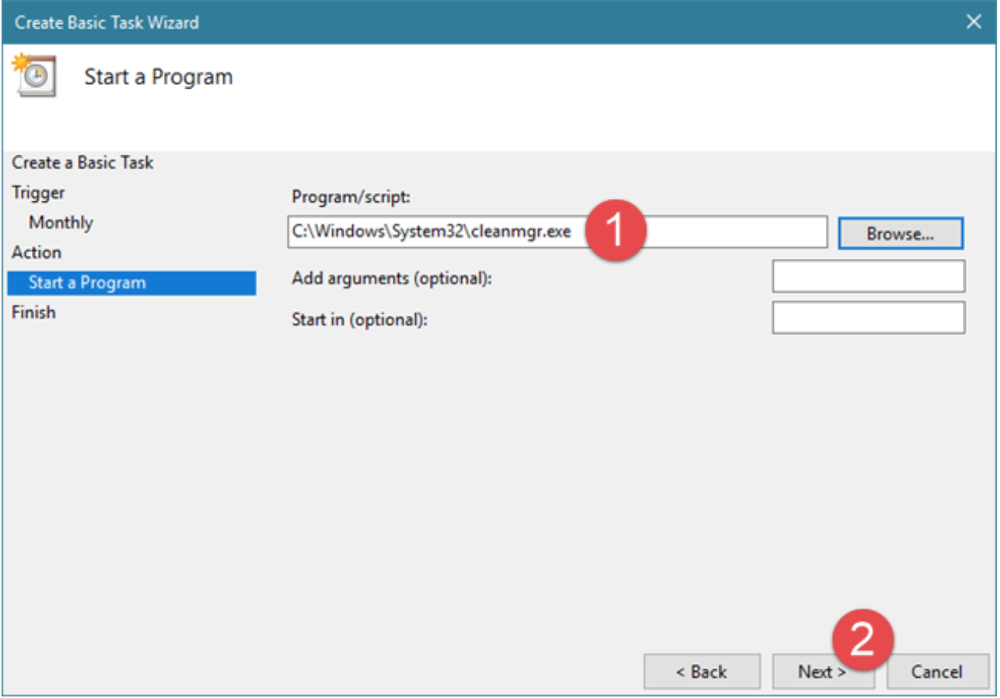 Create Basic Task Wizard
Start a Program
Create a Basic Task
Trigger
Monthly
Action
Start a Program
Finish
Program/script:
C:\Windows\System32\cleanmgr.exe
1
Browse...
Add arguments (optional):
Start in (optional):
2
< Back
Next >
Cancel